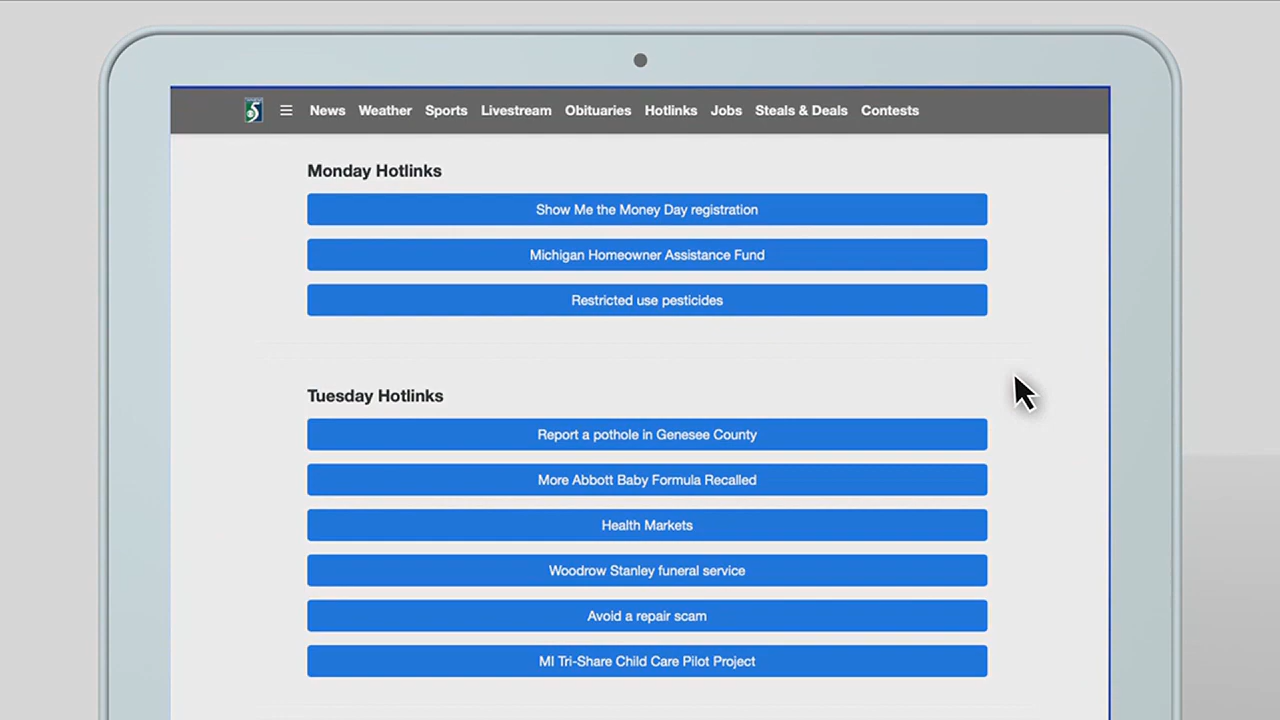 5
News Weather Sports Livestream Obituaries Hotlinks Jobs Steals & Deals Contests
Monday Hotlinks
Show Me the Money Day registration
Michigan Homeowner Assistance Fund
Restricted use pesticides
Tuesday Hotlinks
Report a pothole in Genesee County
More Abbott Baby Formula Recalled
Health Markets
Woodrow Stanley funeral service
Avoid a repair scam
MI Tri-Share Child Care Pilot Project